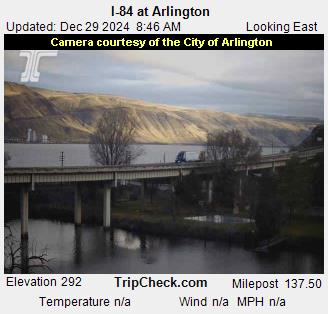 I-84 at Arlington
Updated: Dec 29 2024 8:46 AM Looking East
Camera courtesy of the City of Arlington
Elevation 292 TripCheck.com Milepost 137.50
Temperature n/a Wind n/a MPH n/a